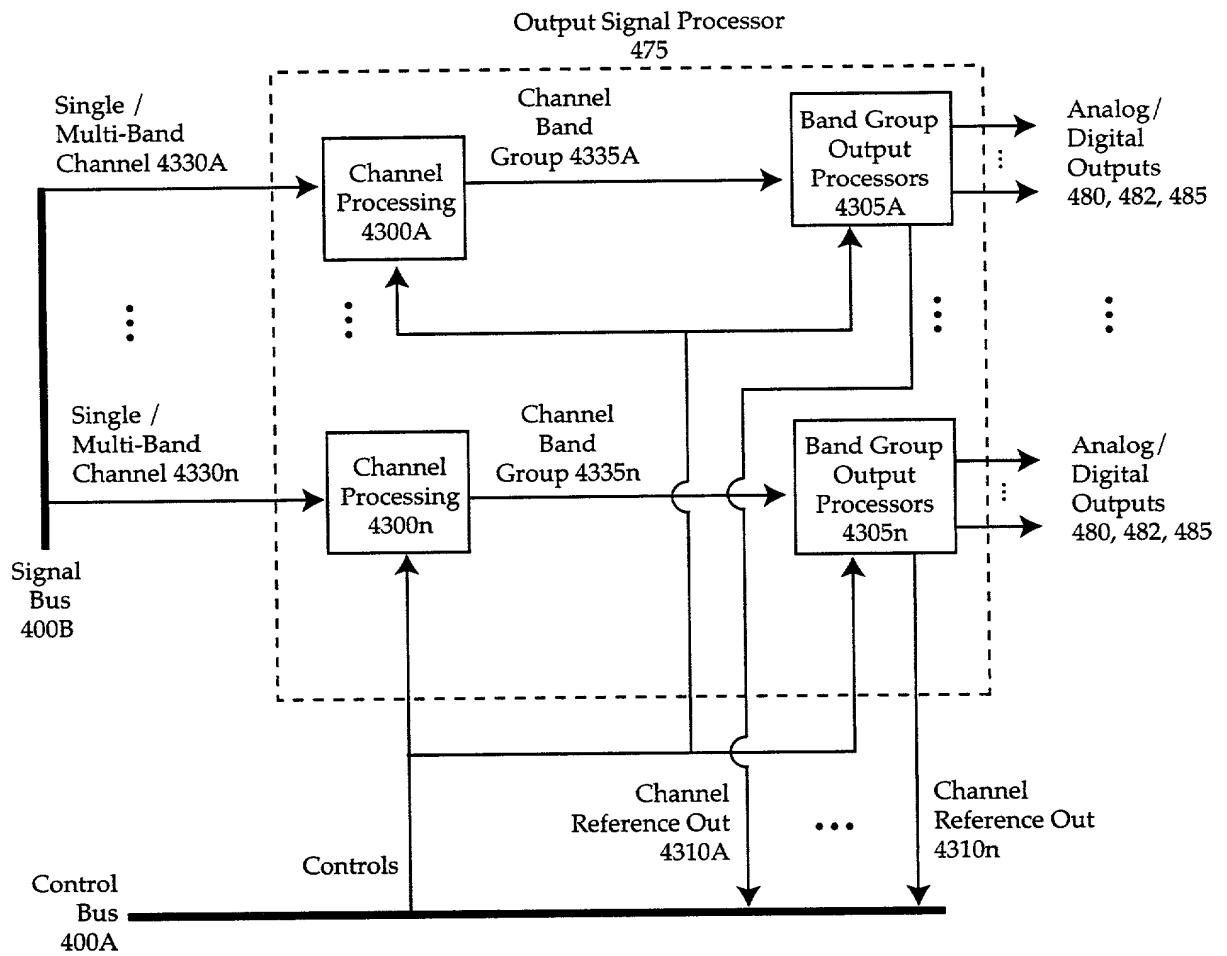 Output Signal Processor
475
Single /
Multi-Band
Channel 4330A
Channel
Processing
4300A
Channel
Band
Group 4335A
Band Group
Output
Processors
4305A
Analog/
Digital
Outputs
480, 482, 485
Single /
Multi-Band
Channel 4330n
Channel
Processing
4300n
Channel
Band
Group 4335n
Band Group
Output
Processors
4305n
Analog/
Digital
Outputs
480, 482, 485
Signal
Bus
400B
Controls
Channel
Reference Out
4310A
Channel
Reference Out
4310n
Control
Bus
400A